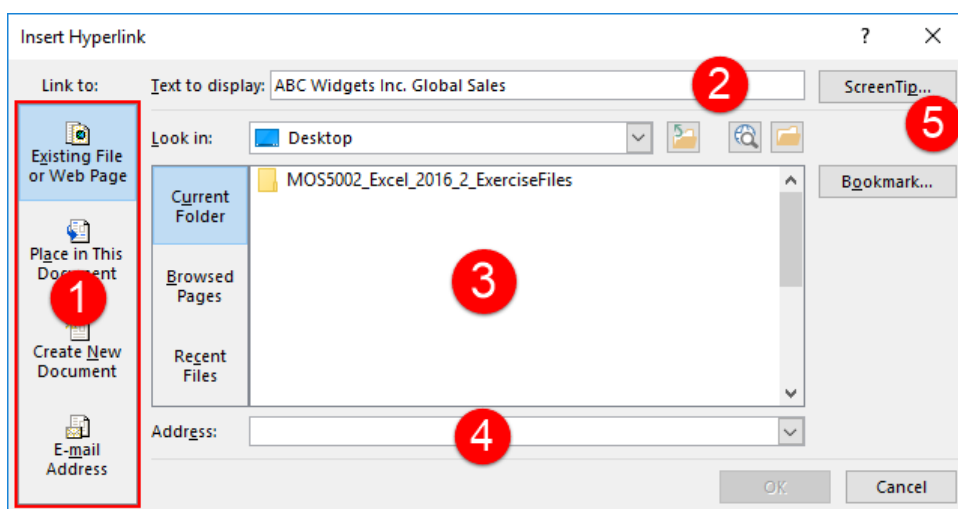 Insert Hyperlink ? ×
Link to: Text to display: ABC Widgets Inc. Global Sales 2 ScreenTip...
5
Look in: Desktop
Existing File
or Web Page
Current
Folder
MOS5002_Excel_2016_2_ExerciseFiles
Bookmark...
Place in This
Document
1
Browsed
Pages
3
Create New
Document
Recent
Files
Address: 4
E-mail
Address
OK Cancel